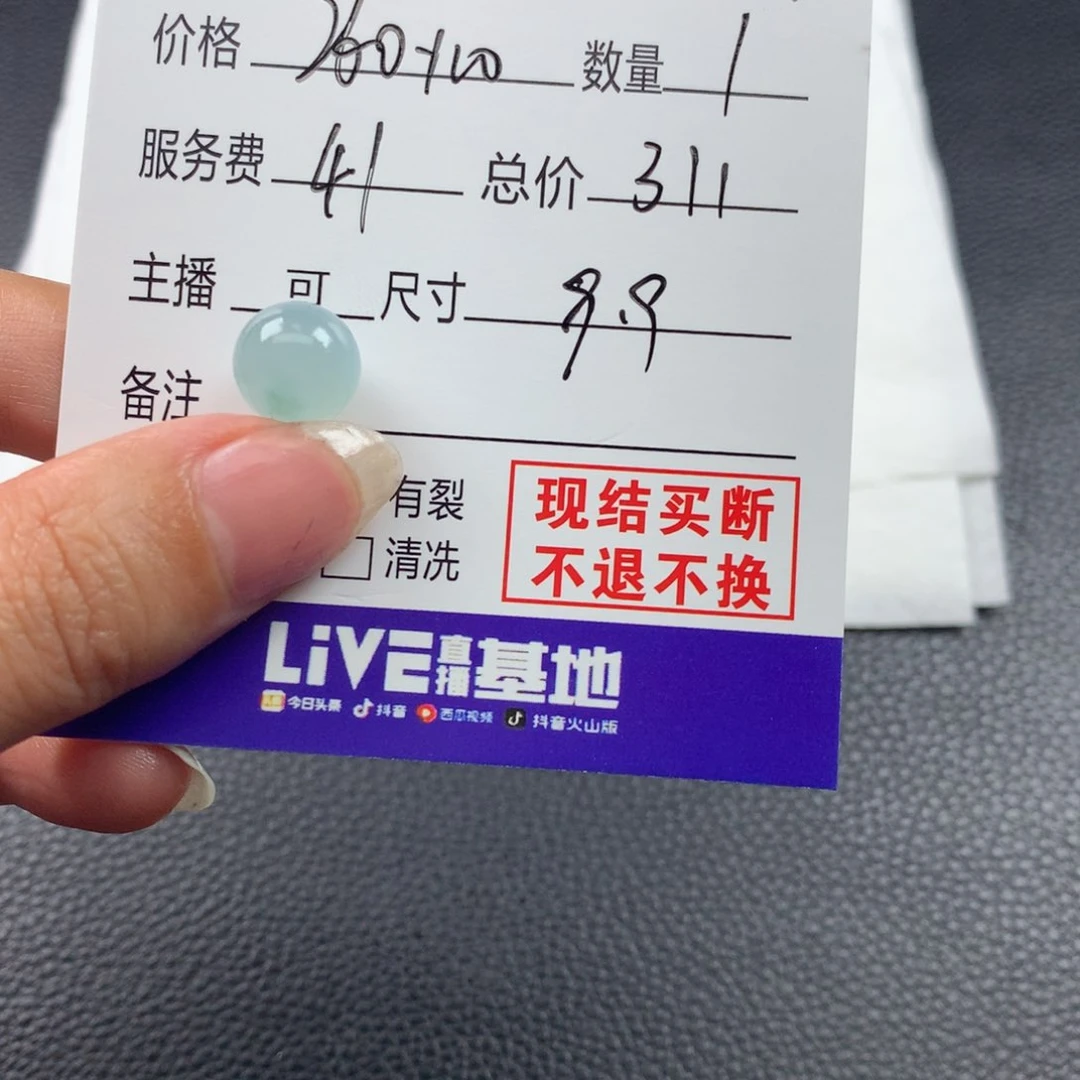 价格 260+10 数量 1
服务费 41 总价 311
主播 可 尺寸 9.9
备注
有裂
清洗
现结买断
不退不换
LiVE直播基地
今日头条 抖音 西瓜视频 抖音火山版